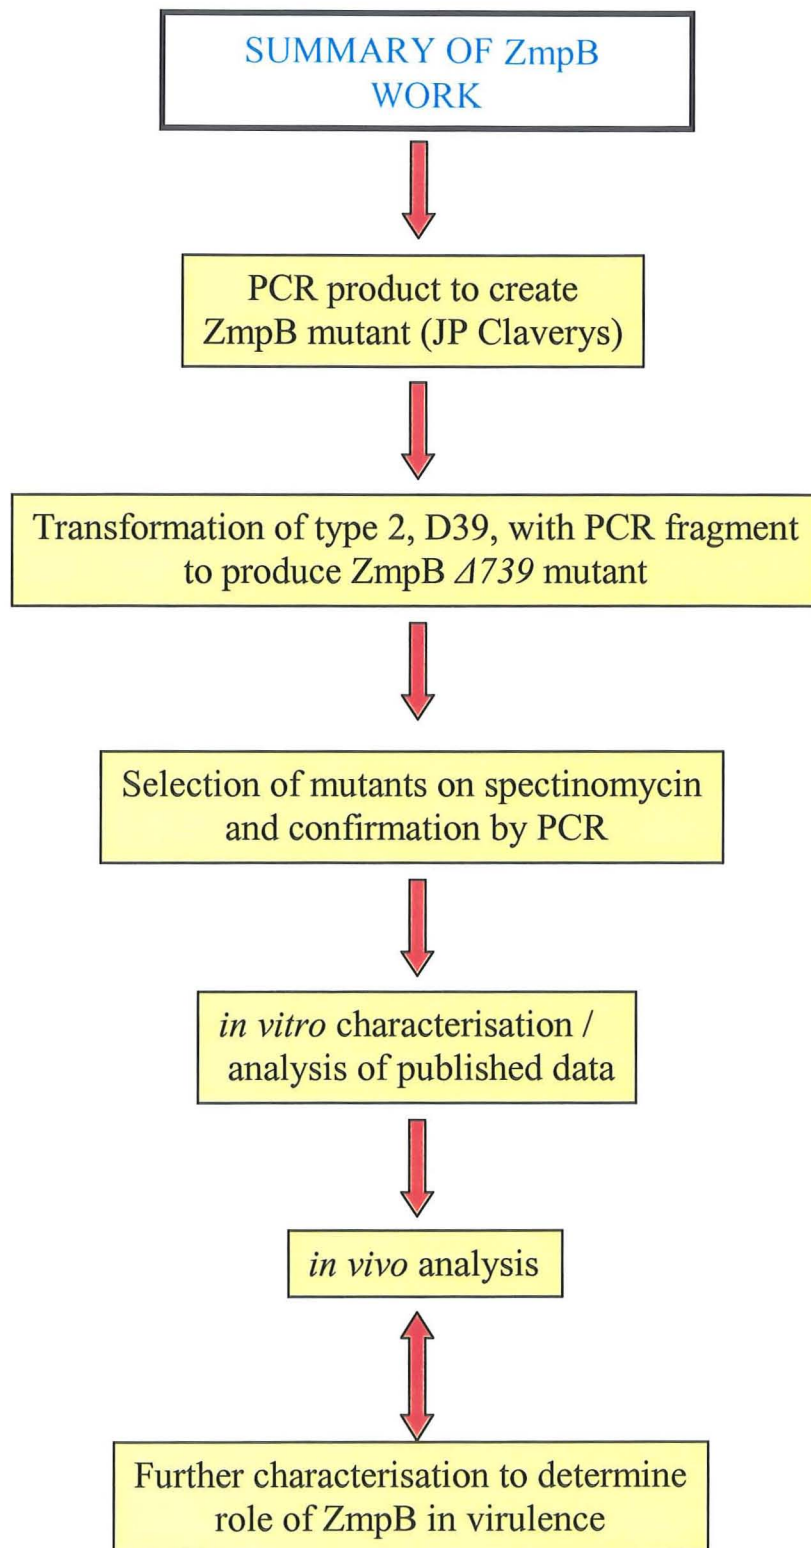 SUMMARY OF ZmpB
WORK
PCR product to create
ZmpB mutant (JP Claverys)
Transformation of type 2, D39, with PCR fragment
to produce ZmpB Δ739 mutant
Selection of mutants on spectinomycin
and confirmation by PCR
in vitro characterisation /
analysis of published data
in vivo analysis
Further characterisation to determine
role of ZmpB in virulence